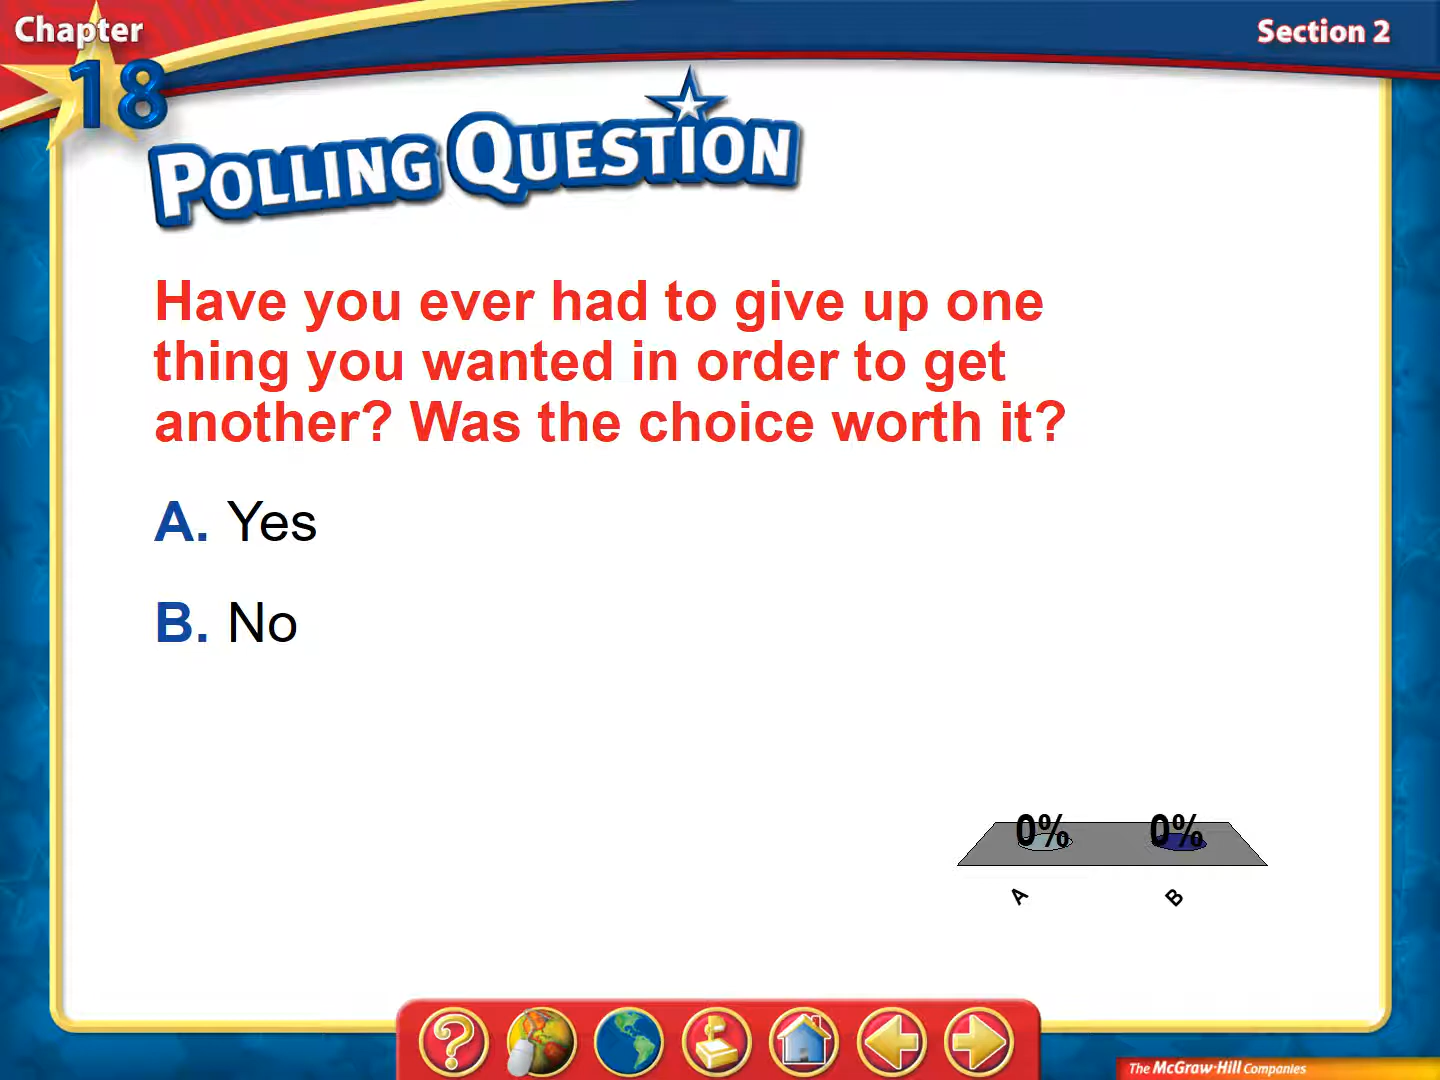 Chapter
18
Section 2
POLLING QUESTION
Have you ever had to give up one
thing you wanted in order to get
another? Was the choice worth it?
A. Yes
B. No
0% 0%
A B
?
The McGraw-Hill Companies